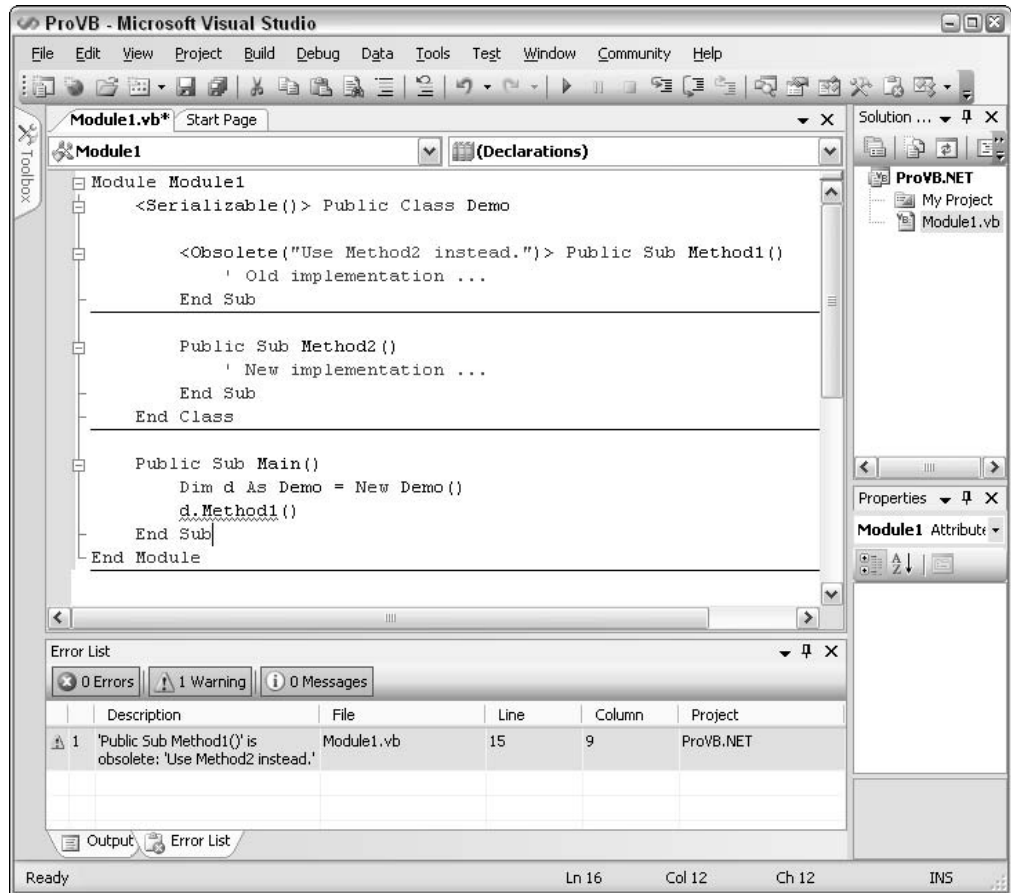 ProVB - Microsoft Visual Studio
File Edit View Project Build Debug Data Tools Test Window Community Help
Toolbox
Module1.vb* Start Page
Module1 (Declarations)
Module Module1
<Serializable()> Public Class Demo
<Obsolete("Use Method2 instead.")> Public Sub Method1()
' Old implementation ...
End Sub
Public Sub Method2()
' New implementation ...
End Sub
End Class
Public Sub Main()
Dim d As Demo = New Demo()
d.Method1()
End Sub
End Module
Solution ...
ProVB.NET
My Project
Module1.vb
Properties
Module1 Attribute
Error List
0 Errors 1 Warning 0 Messages
Description File Line Column Project
1 'Public Sub Method1()' is Module1.vb 15 9 ProVB.NET
obsolete: 'Use Method2 instead.'
Output Error List
Ready Ln 16 Col 12 Ch 12 INS